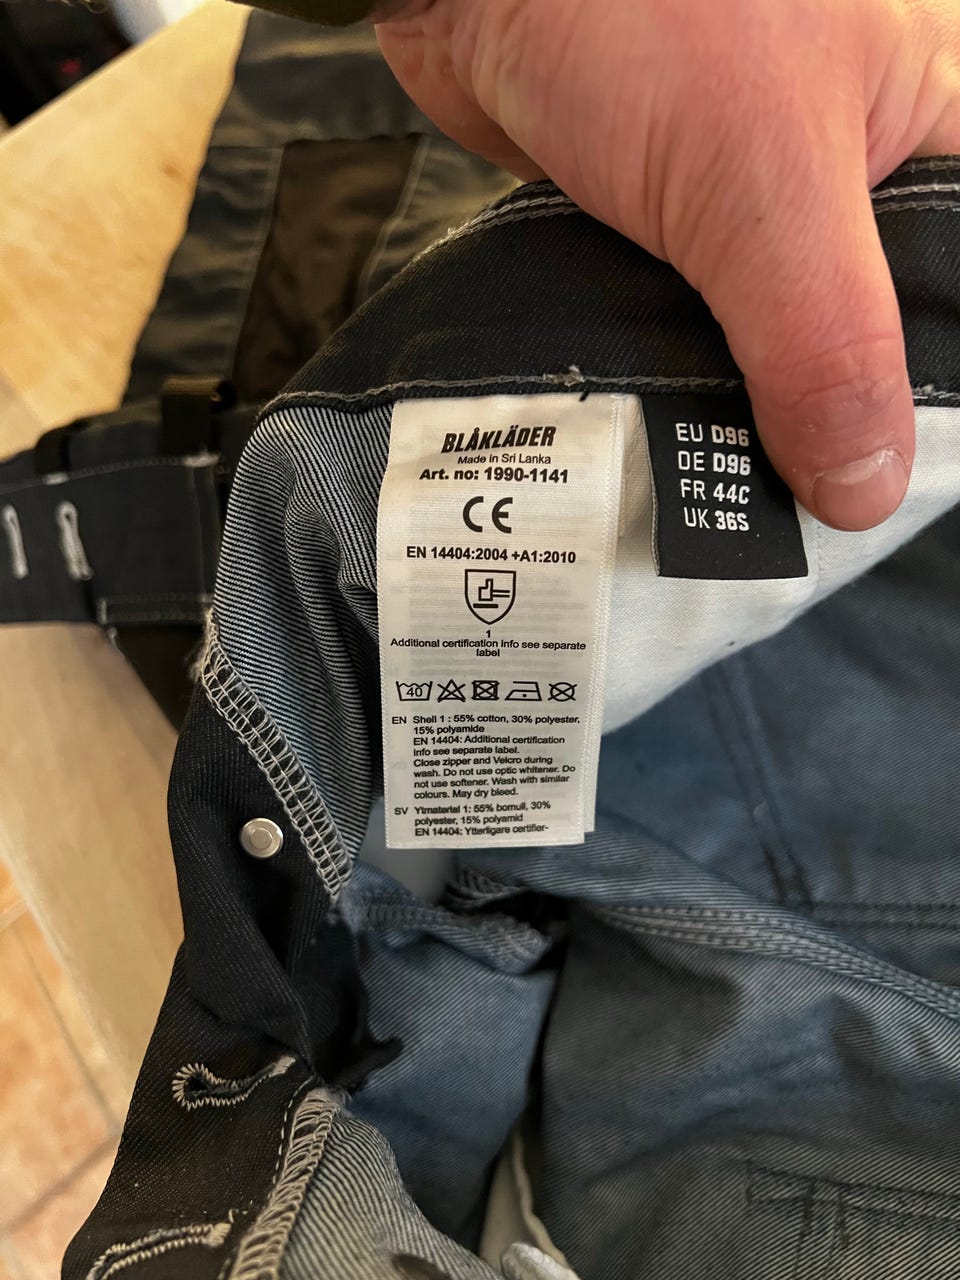 BLÅKLÄDER
Made in Sri Lanka
Art. no: 1990-1141
CE
EN 14404:2004 +A1:2010
1
Additional certification info see separate
label
40
EN Shell 1 : 55% cotton, 30% polyester,
15% polyamide
EN 14404: Additional certification
info see separate label.
Close zipper and Velcro during
wash. Do not use optic whitener. Do
not use softener. Wash with similar
colours. May dry bleed.
SV Ytmaterial 1: 55% bomull, 30%
polyester, 15% polyamid
EN 14404: Ytterligare certifier-
EU D96
DE D96
FR 44C
UK 36S